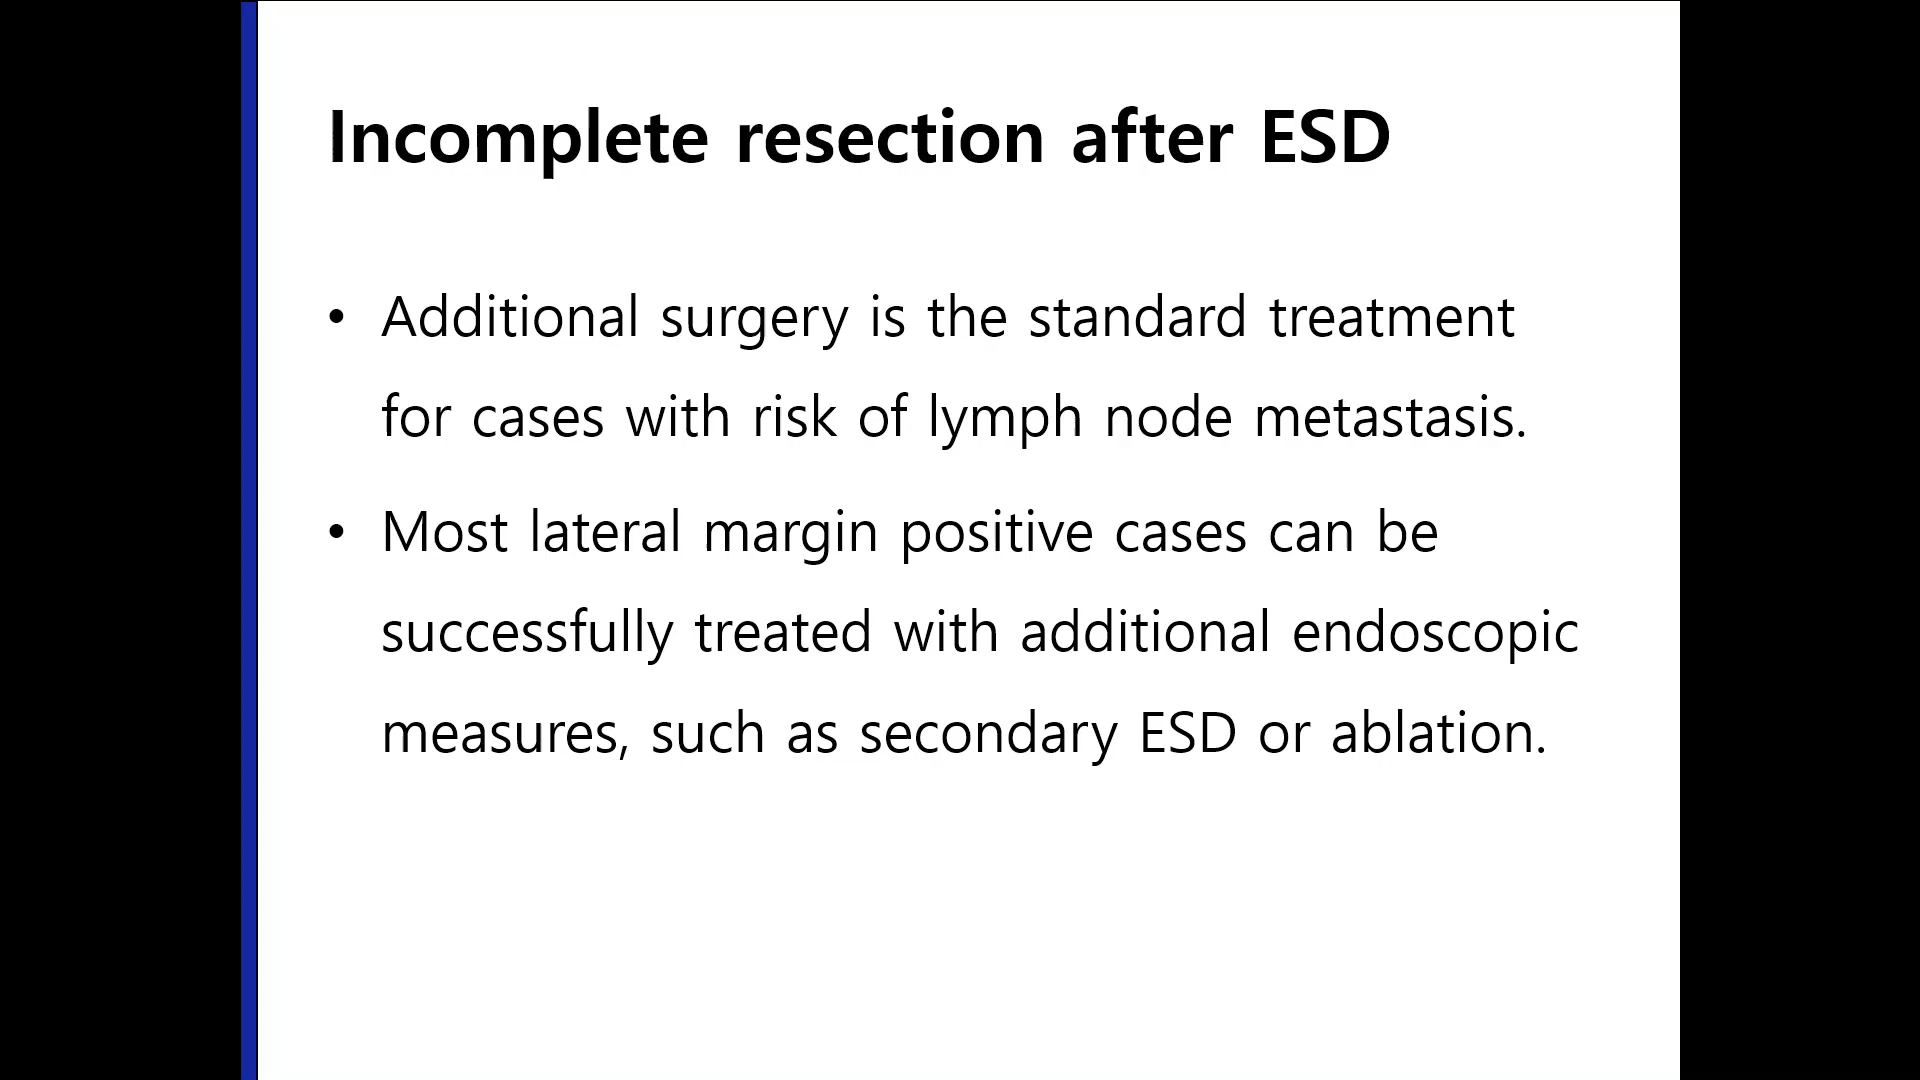 Incomplete resection after ESD
• Additional surgery is the standard treatment
for cases with risk of lymph node metastasis.
• Most lateral margin positive cases can be
successfully treated with additional endoscopic
measures, such as secondary ESD or ablation.